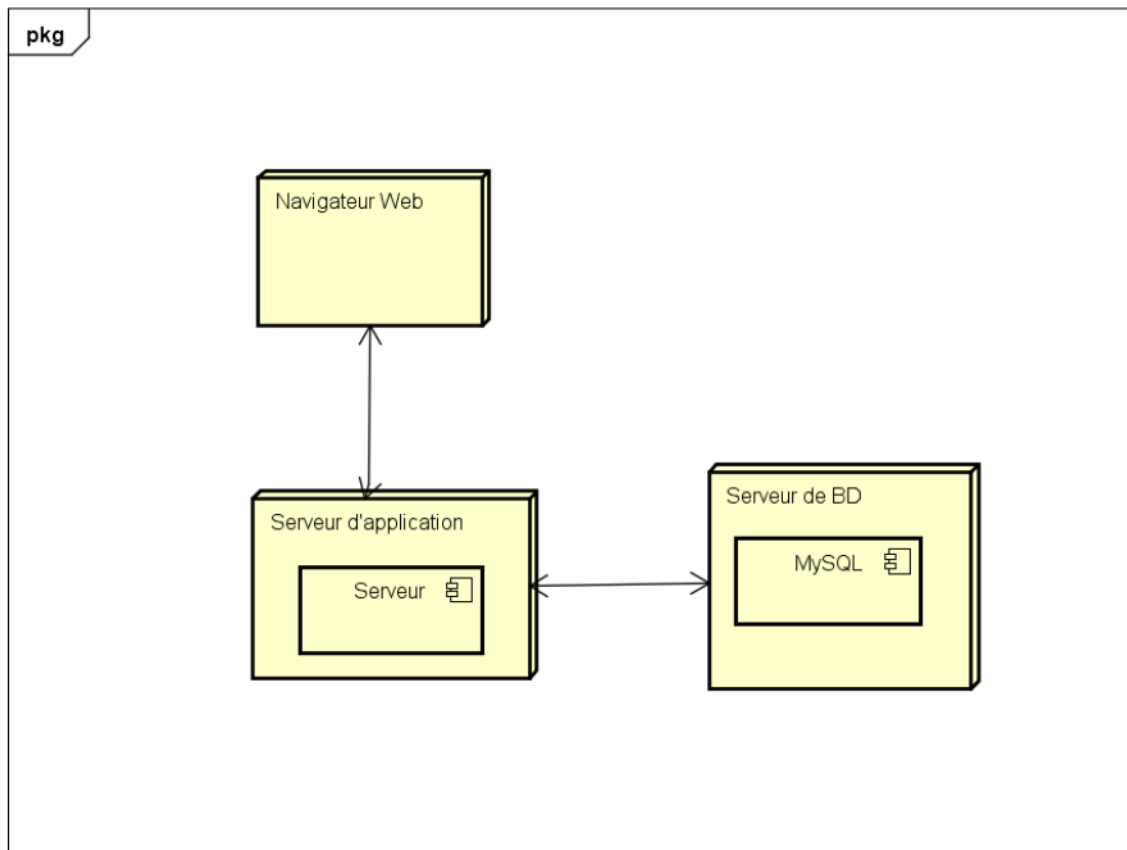 pkg
Navigateur Web
Serveur d'application
Serveur
Serveur de BD
MySQL